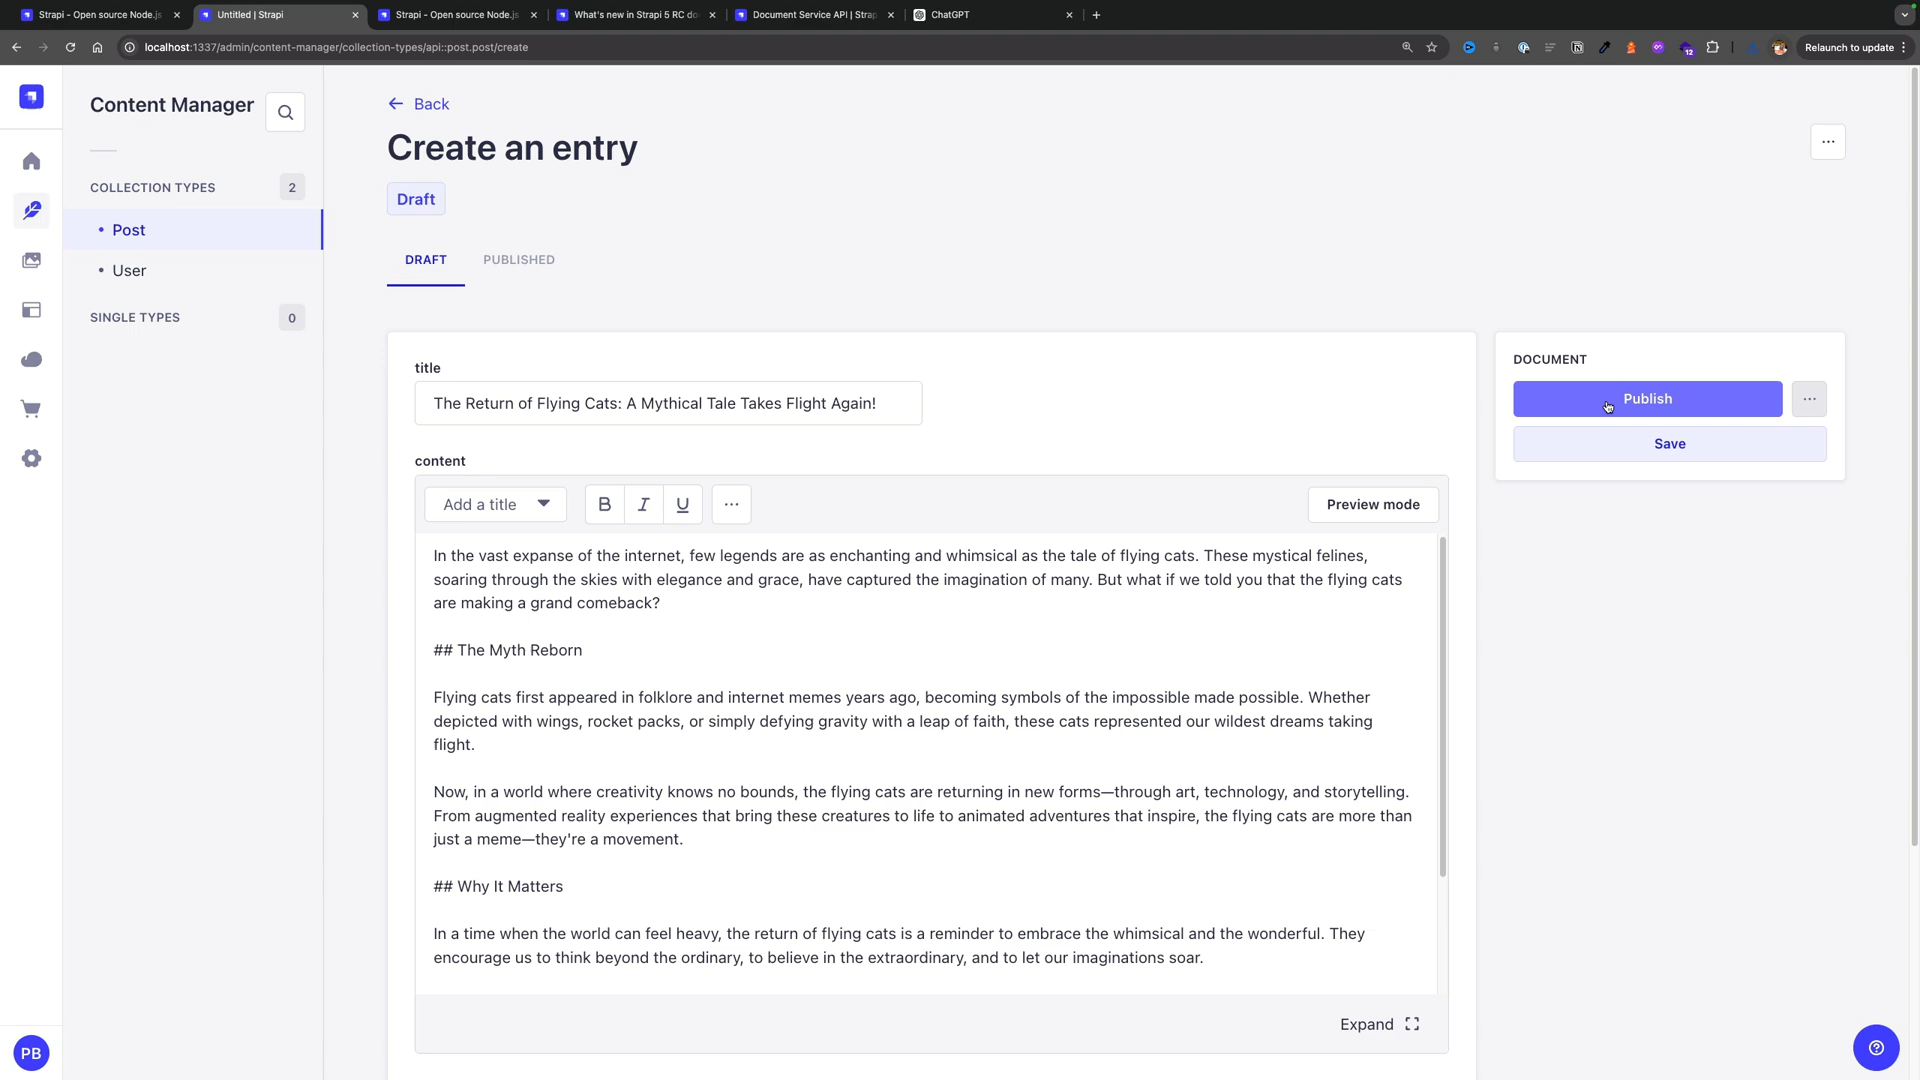 Strapi - Open source Node.js
Untitled | Strapi
Strapi - Open source Node.js
What's new in Strapi 5 RC do
Document Service API | Strap
ChatGPT
localhost:1337/admin/content-manager/collection-types/api::post.post/create
12
Relaunch to update
Content Manager
COLLECTION TYPES
2
Post
User
SINGLE TYPES
0
PB
Back
Create an entry
Draft
DRAFT
PUBLISHED
title
The Return of Flying Cats: A Mythical Tale Takes Flight Again!
content
Add a title
B I U ...
Preview mode
In the vast expanse of the internet, few legends are as enchanting and whimsical as the tale of flying cats. These mystical felines,
soaring through the skies with elegance and grace, have captured the imagination of many. But what if we told you that the flying cats
are making a grand comeback?
## The Myth Reborn
Flying cats first appeared in folklore and internet memes years ago, becoming symbols of the impossible made possible. Whether
depicted with wings, rocket packs, or simply defying gravity with a leap of faith, these cats represented our wildest dreams taking
flight.
Now, in a world where creativity knows no bounds, the flying cats are returning in new forms—through art, technology, and storytelling.
From augmented reality experiences that bring these creatures to life to animated adventures that inspire, the flying cats are more than
just a meme—they're a movement.
## Why It Matters
In a time when the world can feel heavy, the return of flying cats is a reminder to embrace the whimsical and the wonderful. They
encourage us to think beyond the ordinary, to believe in the extraordinary, and to let our imaginations soar.
Expand
DOCUMENT
Publish
Save